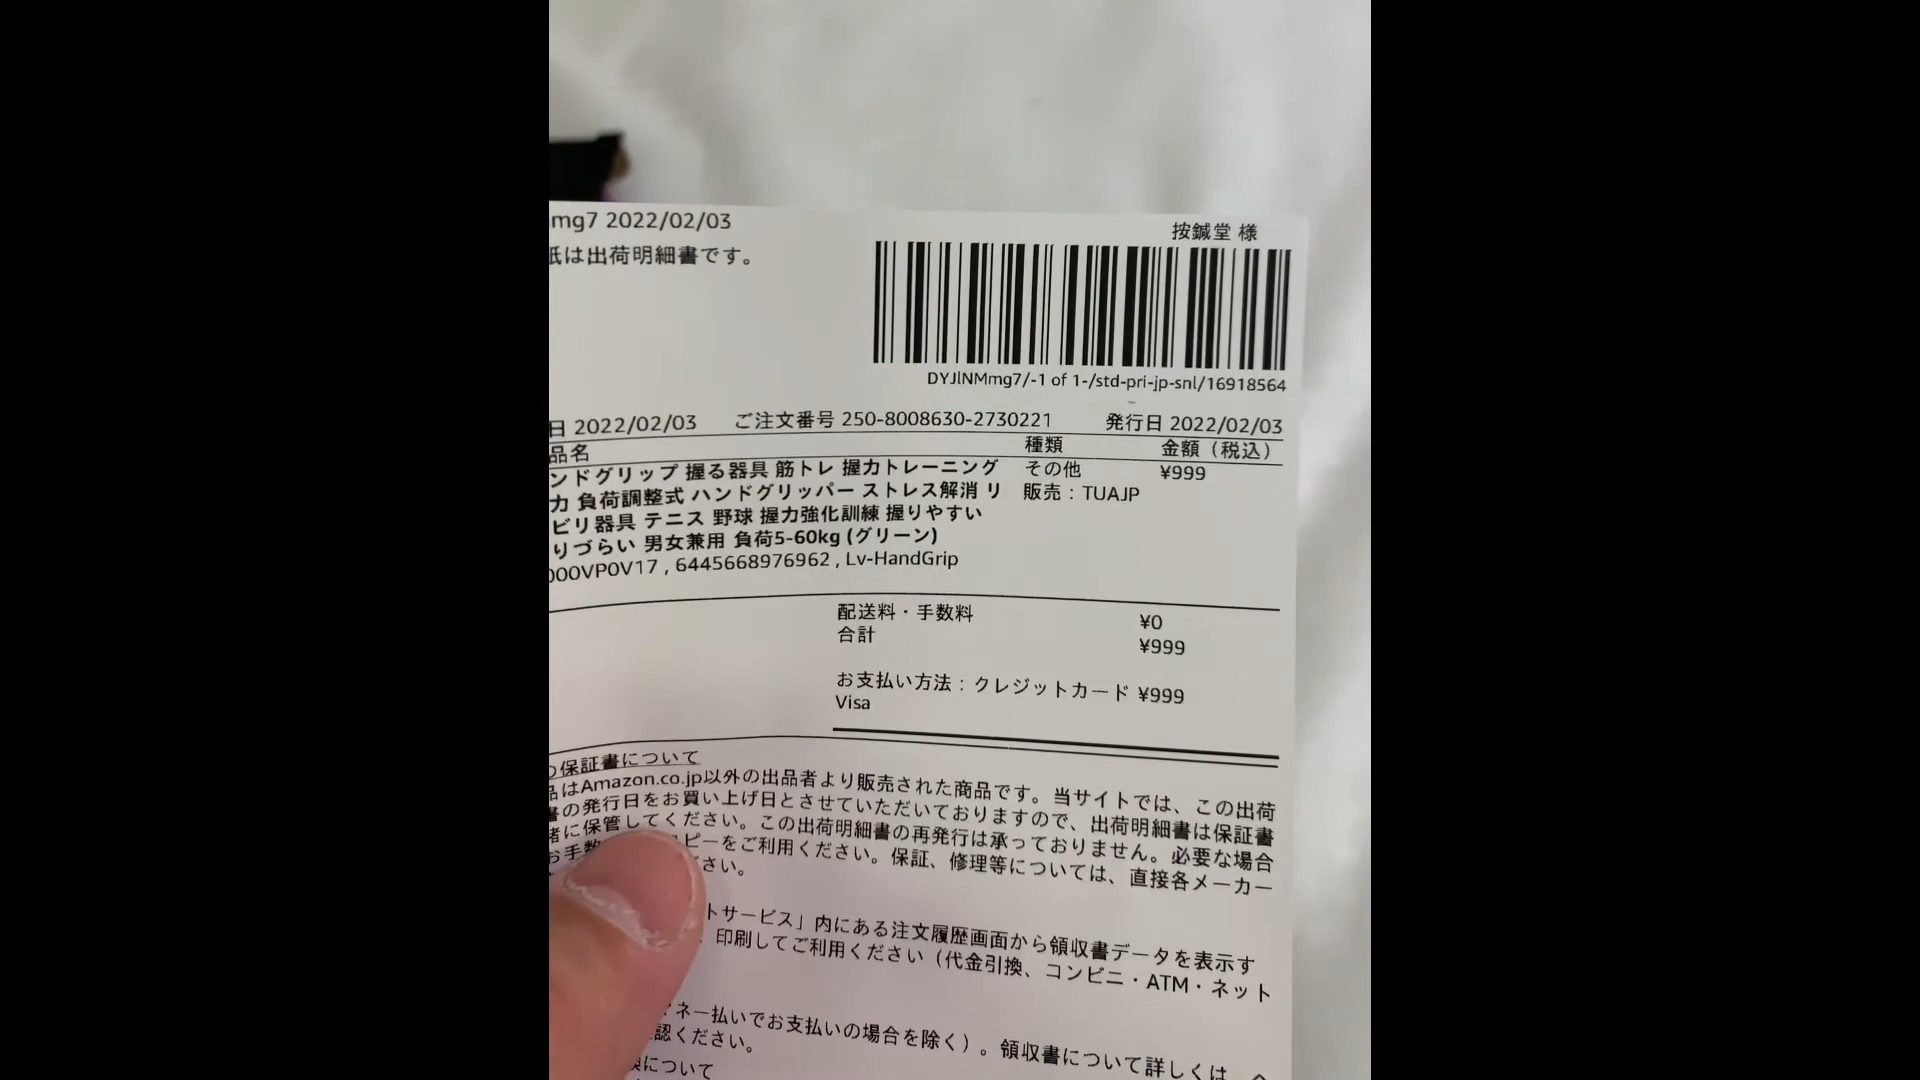 mg7 2022/02/03
按鍼堂 様
紙は出荷明細書です。
DYJlNMmg7/-1 of 1-/std-pri-jp-snl/16918564
日 2022/02/03 ご注文番号 250-8008630-2730221 発行日 2022/02/03
品名 種類 金額（税込）
ンドグリップ 握る器具 筋トレ 握力トレーニング その他 ¥999
力 負荷調整式 ハンドグリッパー ストレス解消 リ 販売：TUAJP
ビリ器具 テニス 野球 握力強化訓練 握りやすい
りづらい 男女兼用 負荷5-60kg (グリーン)
000VP0V17 , 6445668976962 , Lv-HandGrip
配送料・手数料 ¥0
合計 ¥999
お支払い方法：クレジットカード ¥999
Visa
保証書について
品はAmazon.co.jp以外の出品者より販売された商品です。当サイトでは、この出荷
書の発行日をお買い上げ日とさせていただいておりますので、出荷明細書は保証書
緒に保管してください。この出荷明細書の再発行は承っておりません。必要な場合
お手数 ピーをご利用ください。保証、修理等については、直接各メーカー
さい。
トサービス」内にある注文履歴画面から領収書データを表示す
印刷してご利用ください（代金引換、コンビニ・ATM・ネット
ネー払いでお支払いの場合を除く）。領収書について詳しくは、ヘ
認ください。
について